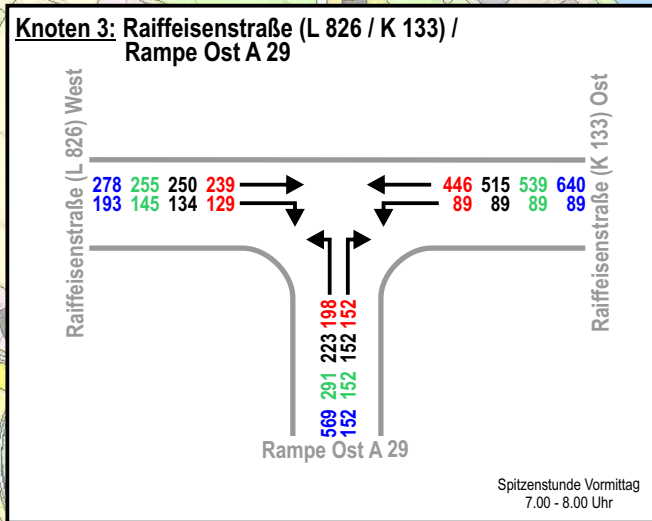 Knoten 3: Raiffeisenstraße (L 826 / K 133) /
Rampe Ost A 29
Raiffeisenstraße (L 826) West
278 255 250 239
193 145 134 129
446 515 539 640
89 89 89 89
Raiffeisenstraße (K 133) Ost
569 291 223 198
152 152 152 152
Rampe Ost A 29
Spitzenstunde Vormittag
7.00 - 8.00 Uhr